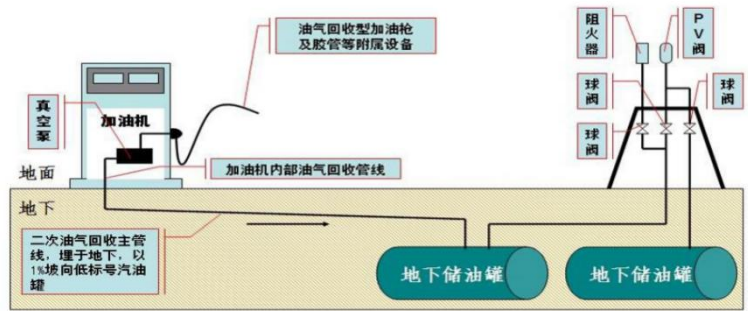 油气回收型加油枪
及胶管等附属设备
阻
火
器
P
V
阀
真
空
泵
加油机
球
阀
球
阀
球
阀
地面
加油机内部油气回收管线
地下
二次油气回收主管
线，埋于地下，以
1%坡向低标号汽油
罐
地下储油罐
地下储油罐